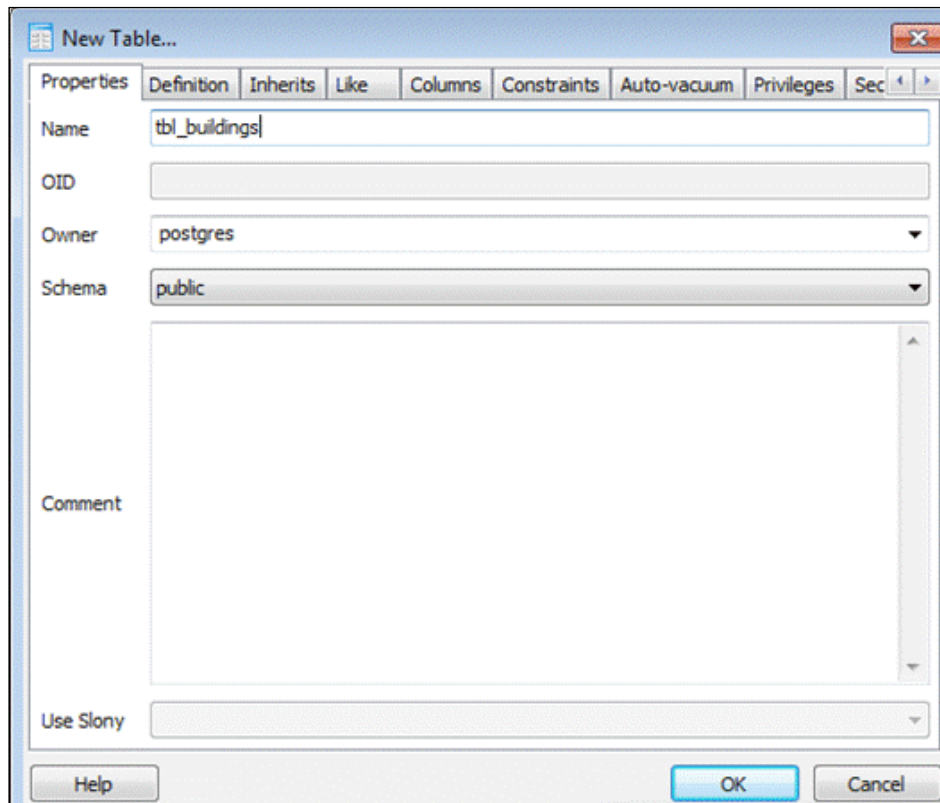 New Table...
Properties Definition Inherits Like Columns Constraints Auto-vacuum Privileges Sec
Name tbl_buildings
OID
Owner postgres
Schema public
Comment
Use Slony
Help OK Cancel